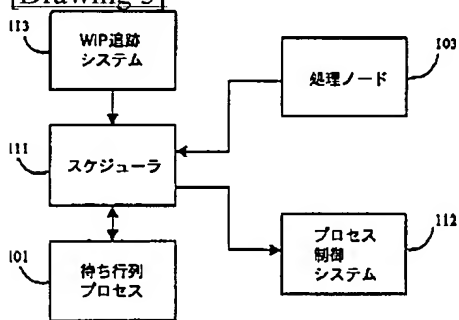 [Drawing 3]
113
WIP追跡
システム
103
処理ノード
111
スケジューラ
101
待ち行列
プロセス
プロセス
制御
システム
112